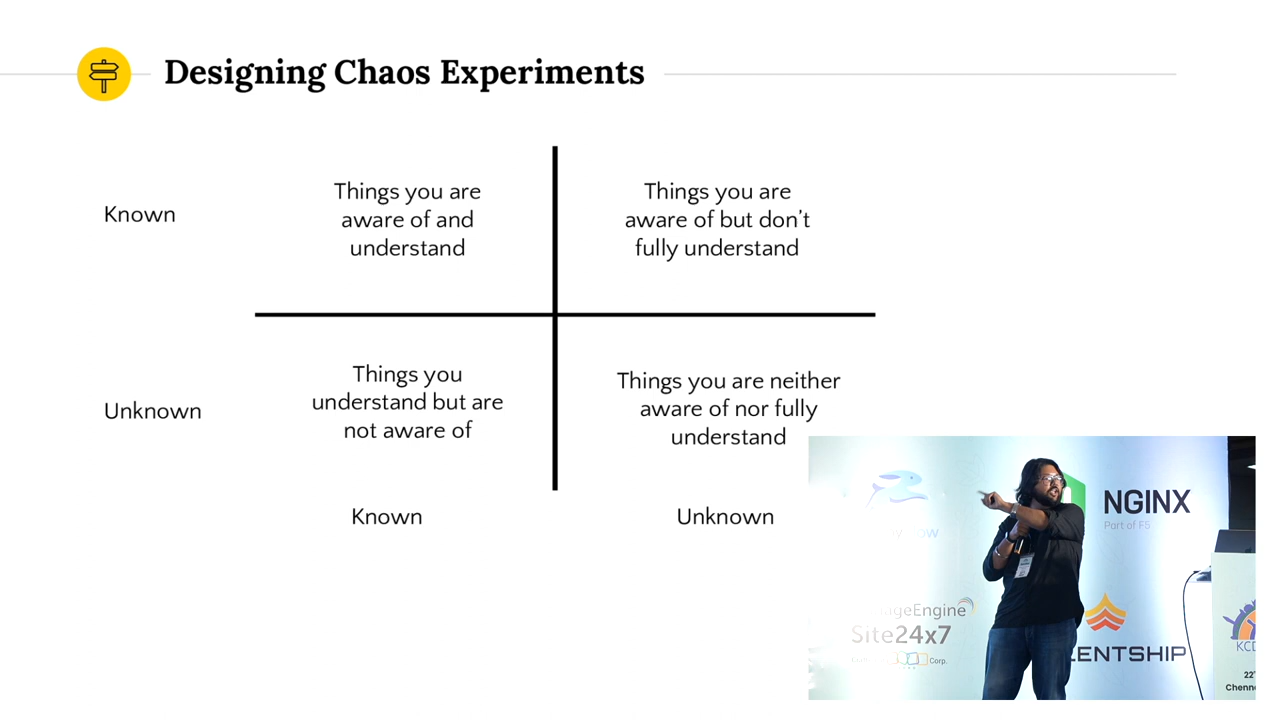 Designing Chaos Experiments
Known
Things you are
aware of and
understand
Things you are
aware of but don't
fully understand
Unknown
Things you
understand but are
not aware of
Things you are neither
aware of nor fully
understand
Known
Unknown
NGINX
Part of F5
Site24x7
Corp.